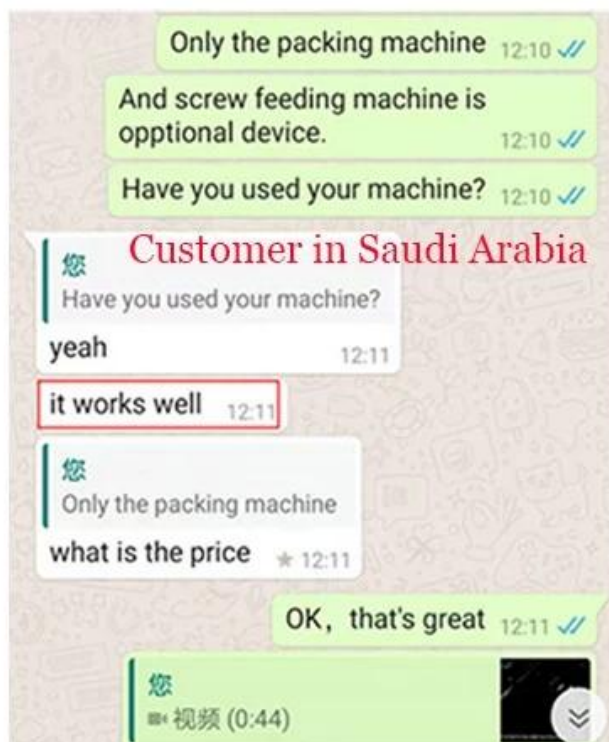 Only the packing machine 12:10
And screw feeding machine is
opptional device. 12:10
Have you used your machine? 12:10
Customer in Saudi Arabia
您
Have you used your machine?
yeah 12:11
it works well 12:11
您
Only the packing machine
what is the price 12:11
OK，that's great 12:11
您
视频 (0:44)